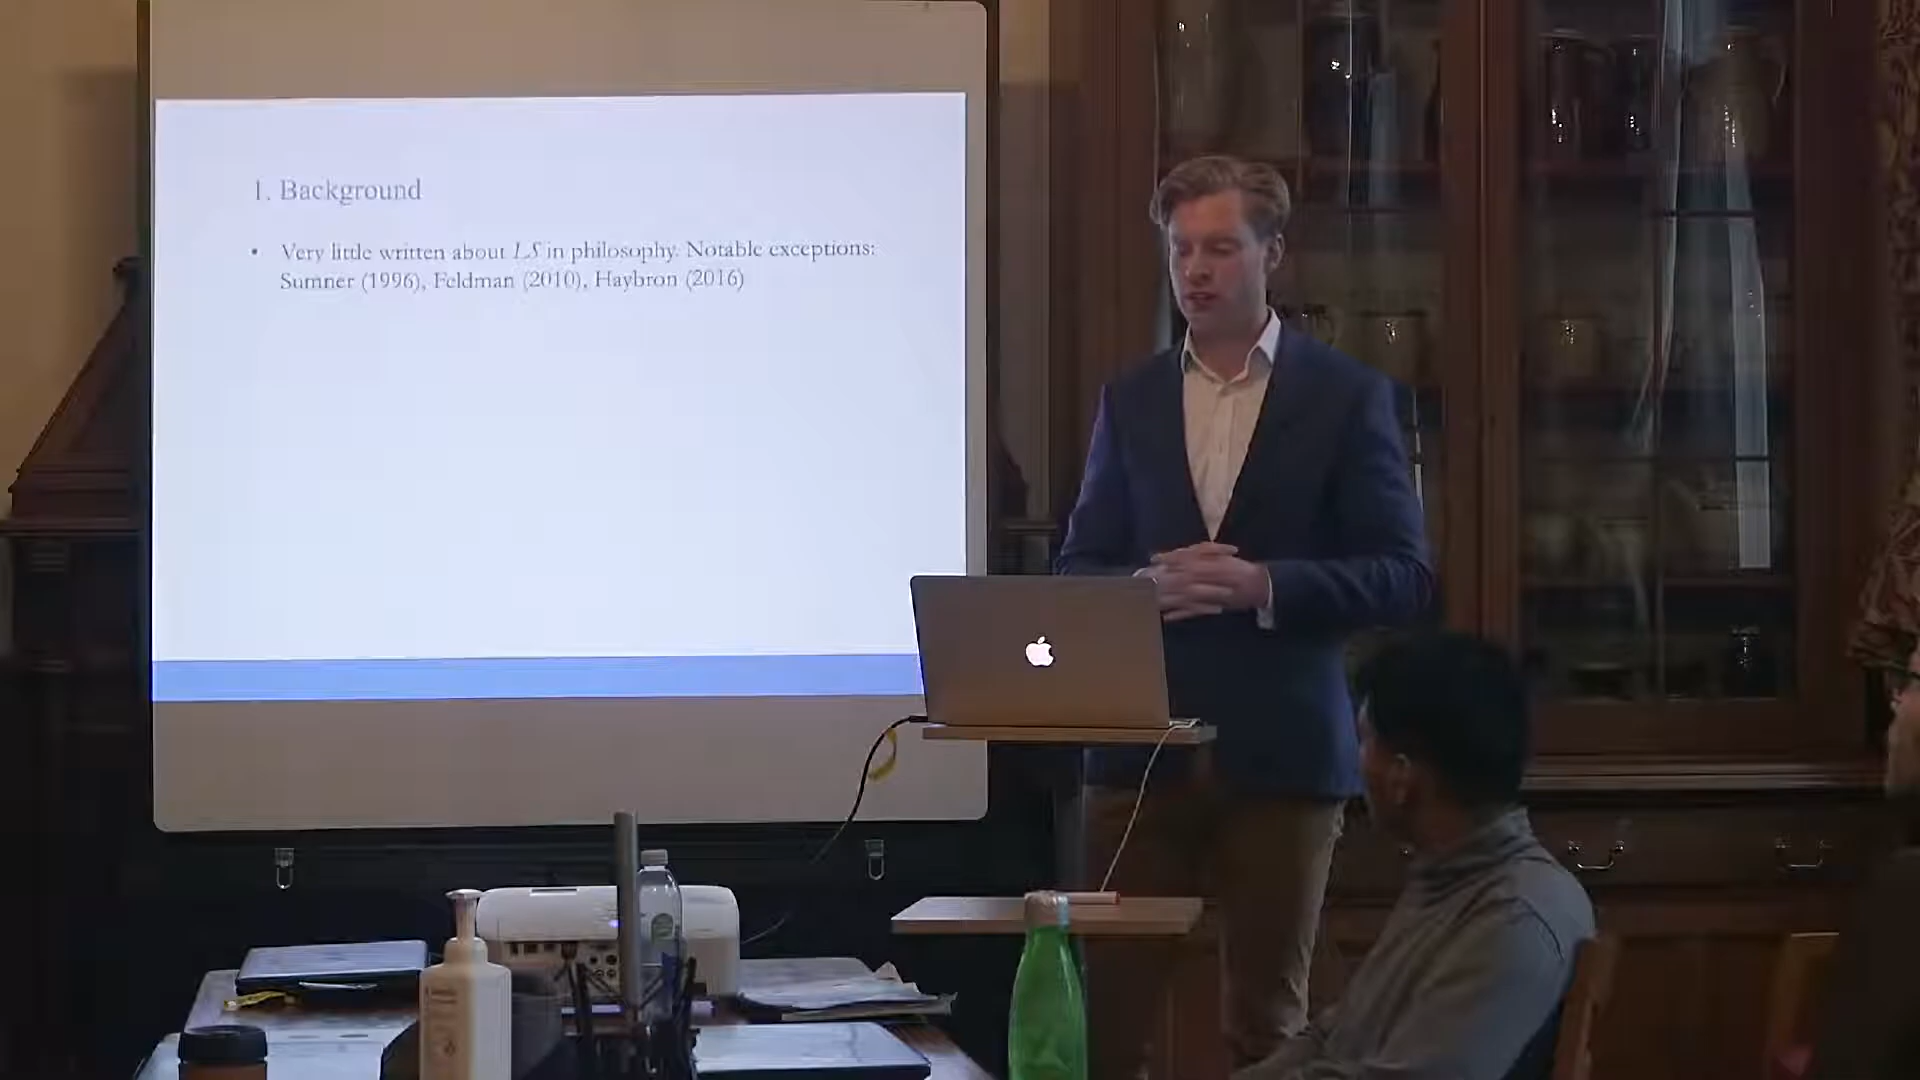 1. Background
• Very little written about LS in philosophy. Notable exceptions:
Sumner (1996), Feldman (2010), Haybron (2016)